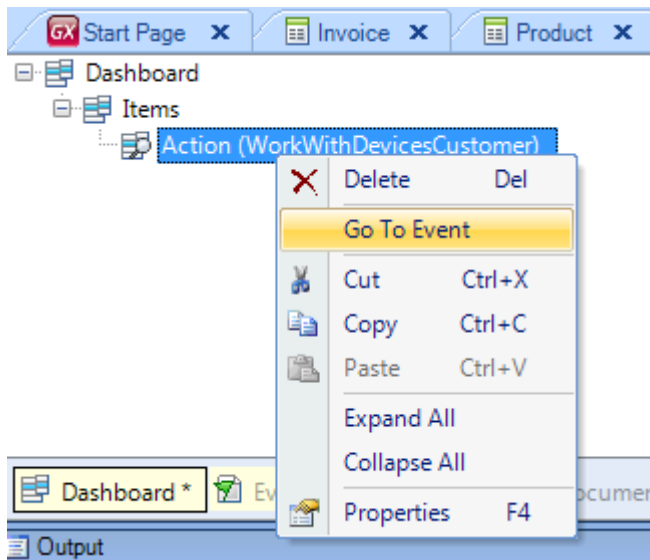 GX Start Page x Invoice x Product x
Dashboard
Items
Action (WorkWithDevicesCustomer)
Delete Del
Go To Event
Cut Ctrl+X
Copy Ctrl+C
Paste Ctrl+V
Expand All
Collapse All
Properties F4
Dashboard *
Output